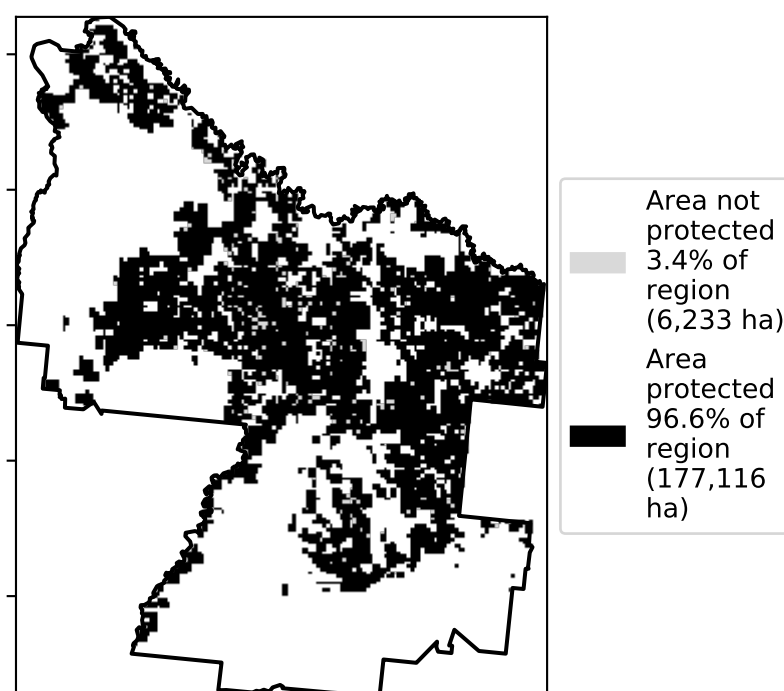 Area not
protected
3.4% of
region
(6,233 ha)
Area
protected
96.6% of
region
(177,116
ha)